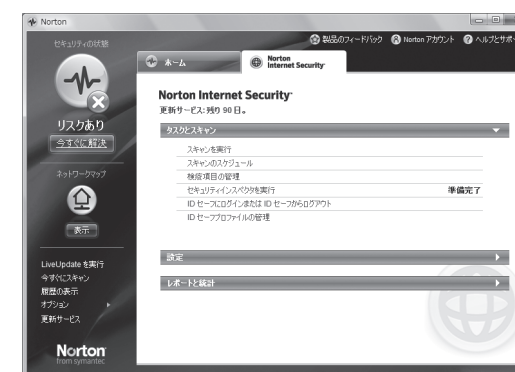 Norton
セキュリティの状態
製品のフィードバック Norton アカウント ヘルプとサポー
ホーム
Norton
Internet Security
Norton Internet Security
更新サービス: 残り 90 日。
リスクあり
今すぐに解決
タスクとスキャン
スキャンを実行
スキャンのスケジュール
検疫項目の管理
セキュリティインスペクタを実行 準備完了
ID セーフにログインまたは ID セーフからログアウト
ID セーフプロファイルの管理
ネットワークマップ
表示
設定
レポートと統計
LiveUpdate を実行
今すぐにスキャン
履歴の表示
オプション
更新サービス
Norton
from symantec